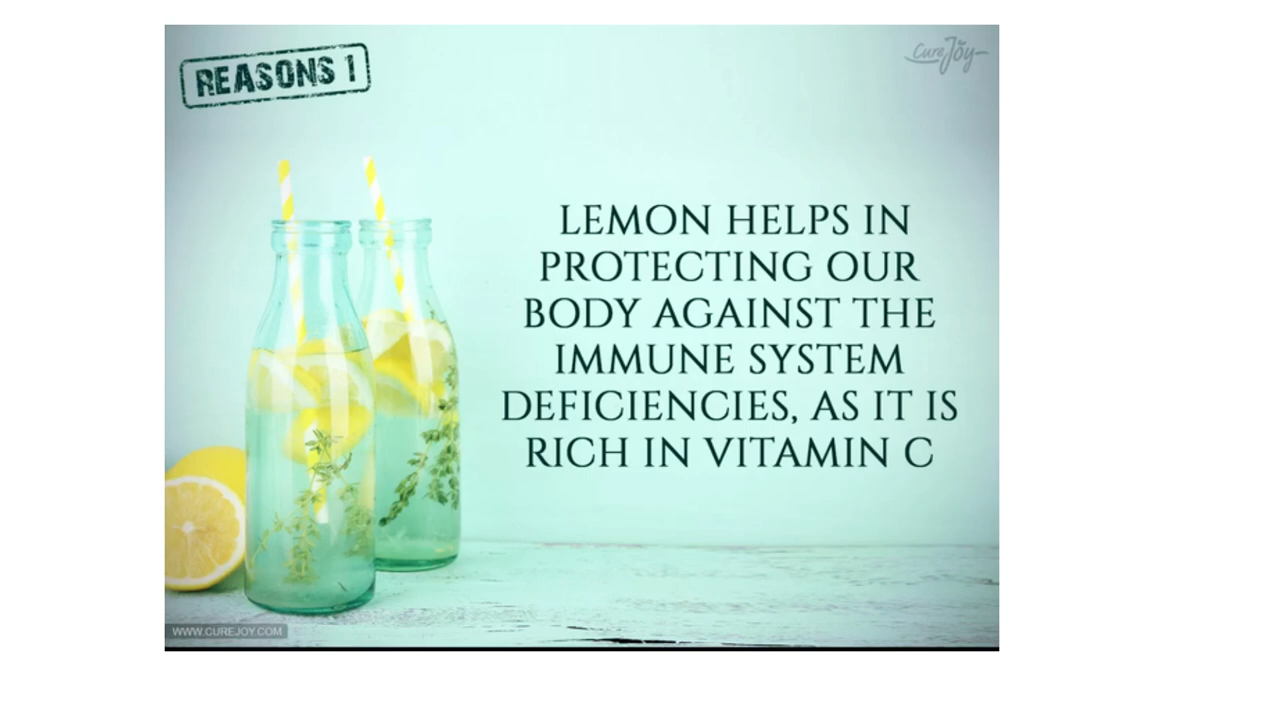 REASONS 1
CureJoy
LEMON HELPS IN
PROTECTING OUR
BODY AGAINST THE
IMMUNE SYSTEM
DEFICIENCIES, AS IT IS
RICH IN VITAMIN C
WWW.CUREJOY.COM